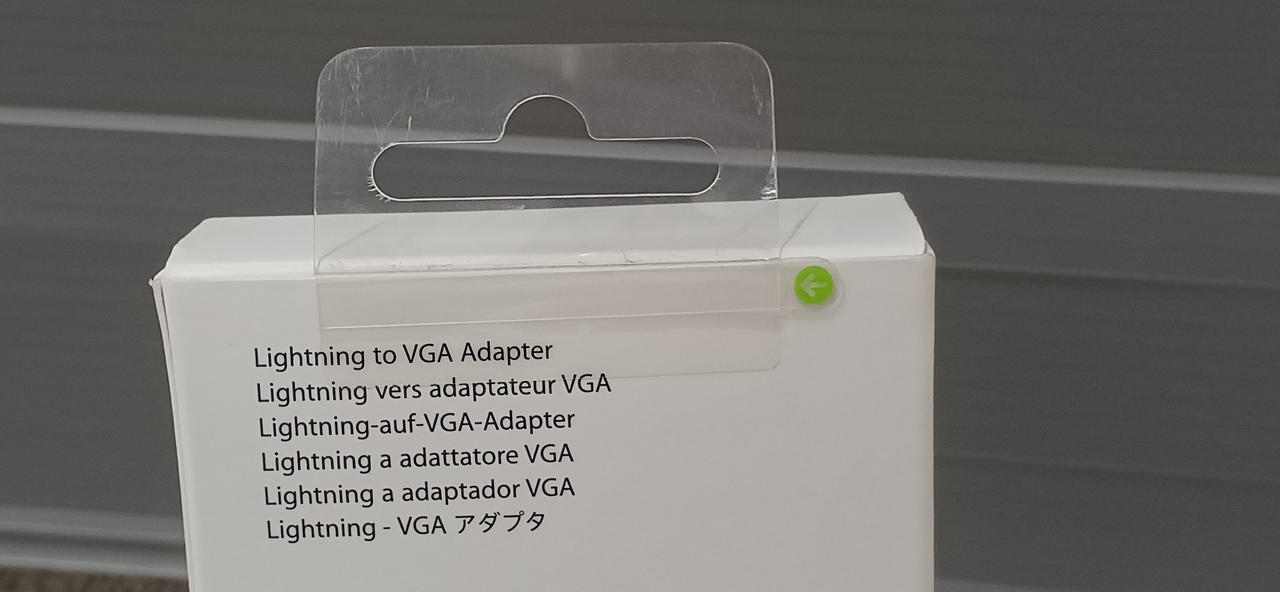 Lightning to VGA Adapter
Lightning vers adaptateur VGA
Lightning-auf-VGA-Adapter
Lightning a adattatore VGA
Lightning a adaptador VGA
Lightning - VGA アダプタ